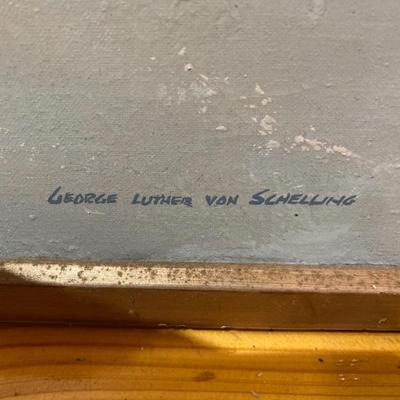 GEORGE LUTHER VON SCHELLING